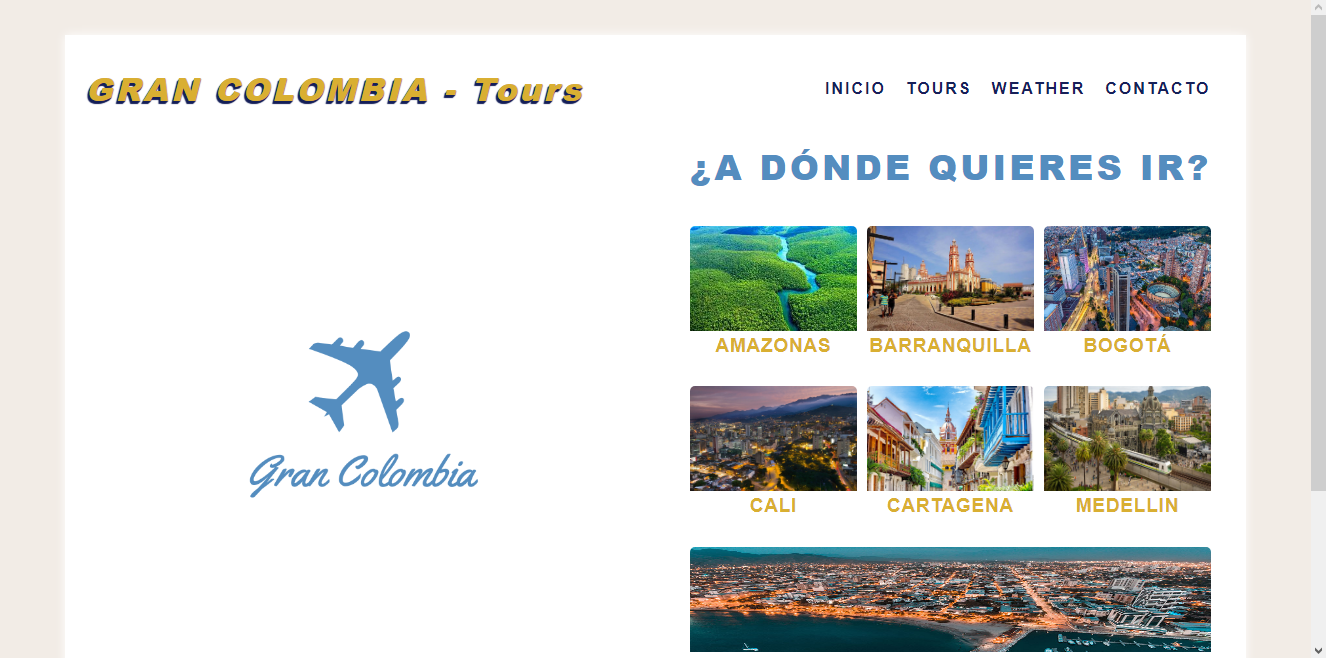 GRAN COLOMBIA - Tours
INICIO TOURS WEATHER CONTACTO
¿A DÓNDE QUIERES IR?
AMAZONAS BARRANQUILLA BOGOTÁ
CALI CARTAGENA MEDELLIN
Gran Colombia